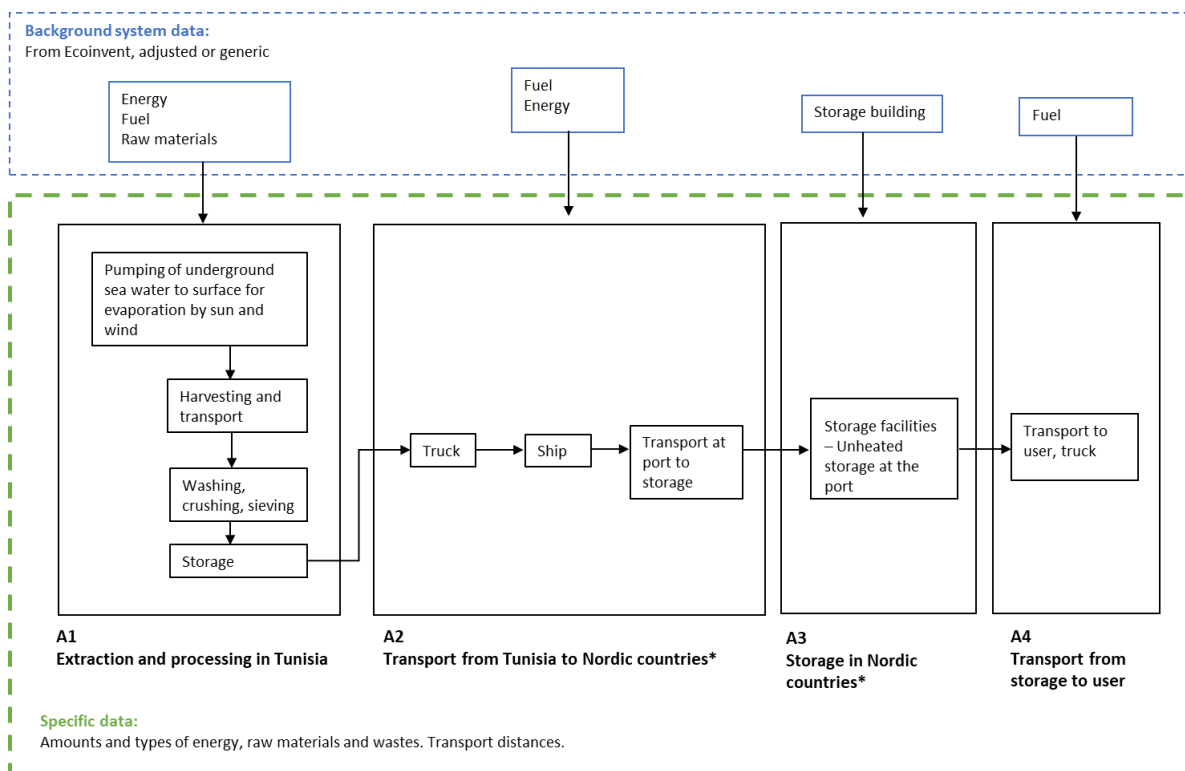 Background system data:
From Ecoinvent, adjusted or generic
Energy
Fuel
Raw materials
Fuel
Energy
Storage building
Fuel
Pumping of underground
sea water to surface for
evaporation by sun and
wind
Harvesting and
transport
Washing,
crushing, sieving
Storage
Truck
Ship
Transport at
port to
storage
Storage facilities
– Unheated
storage at the
port
Transport to
user, truck
A1
Extraction and processing in Tunisia
A2
Transport from Tunisia to Nordic countries*
A3
Storage in Nordic
countries*
A4
Transport from
storage to user
Specific data:
Amounts and types of energy, raw materials and wastes. Transport distances.